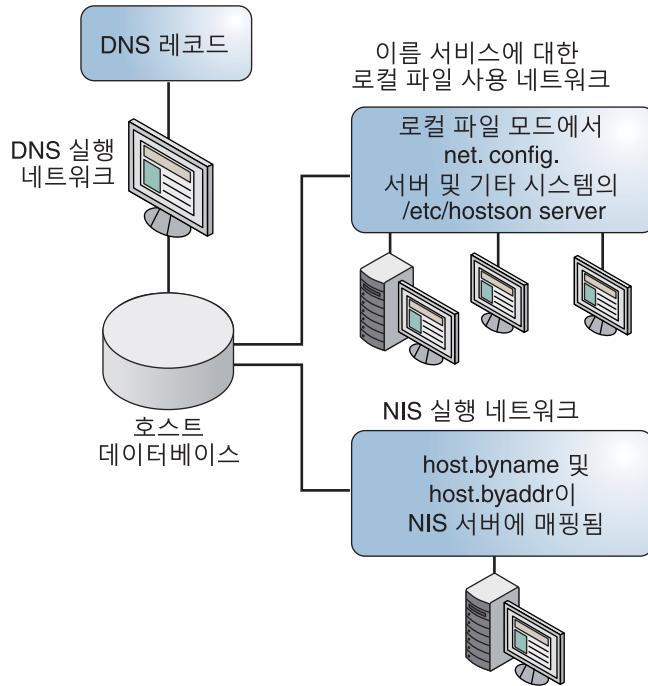 DNS 레코드
DNS 실행
네트워크
호스트
데이터베이스
이름 서비스에 대한
로컬 파일 사용 네트워크
로컬 파일 모드에서
net. config.
서버 및 기타 시스템의
/etc/hostson server
NIS 실행 네트워크
host.byname 및
host.byaddr이
NIS 서버에 매핑됨